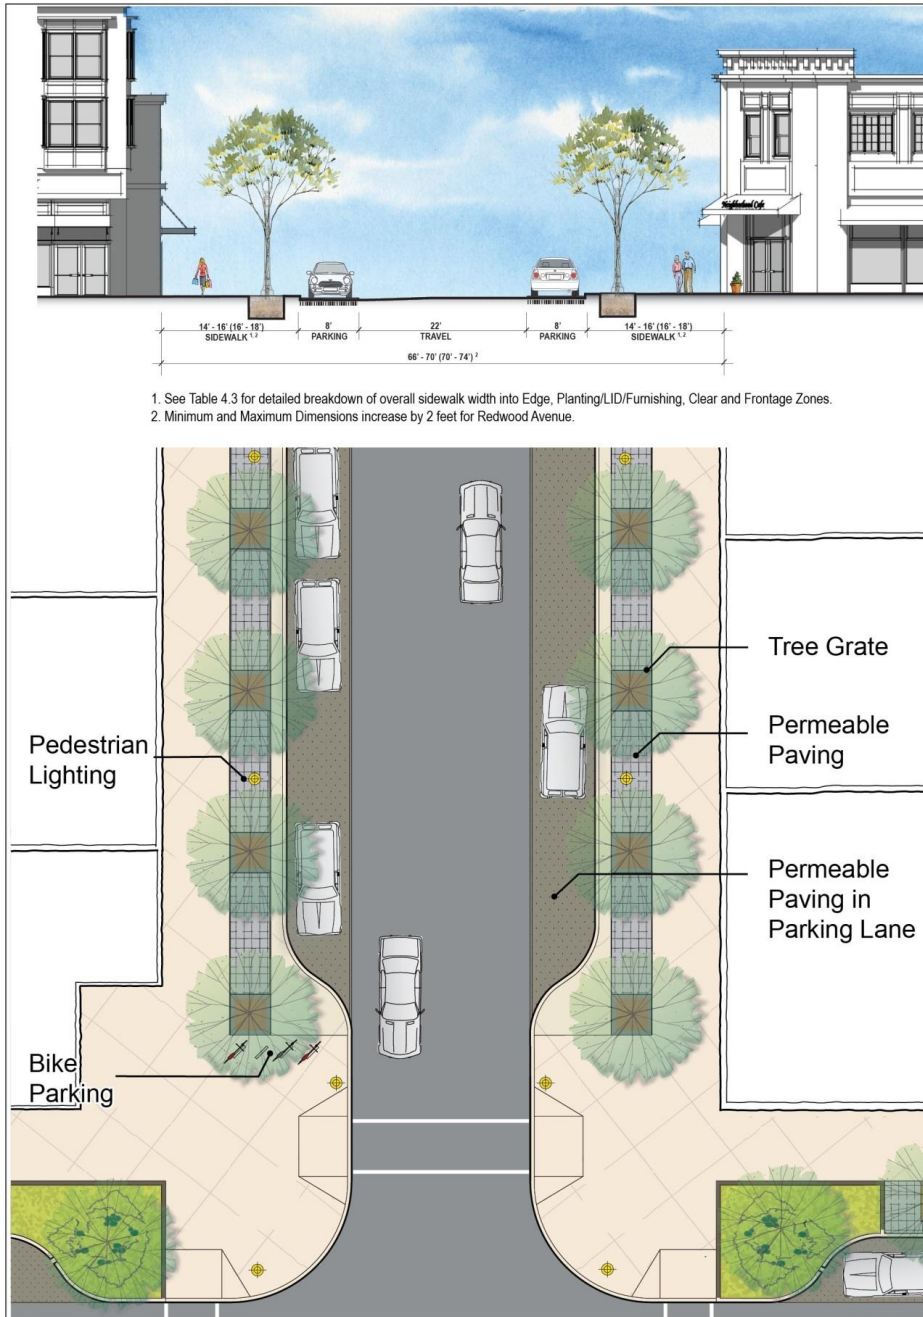 Neighborhood Cafe
14' - 16' (16' - 18')
SIDEWALK 1, 2
8'
PARKING
22'
TRAVEL
8'
PARKING
14' - 16' (16' - 18')
SIDEWALK 1, 2
66' - 70' (70' - 74') 2
1. See Table 4.3 for detailed breakdown of overall sidewalk width into Edge, Planting/LID/Furnishing, Clear and Frontage Zones.
2. Minimum and Maximum Dimensions increase by 2 feet for Redwood Avenue.
Tree Grate
Permeable
Paving
Pedestrian
Lighting
Permeable
Paving in
Parking Lane
Bike
Parking